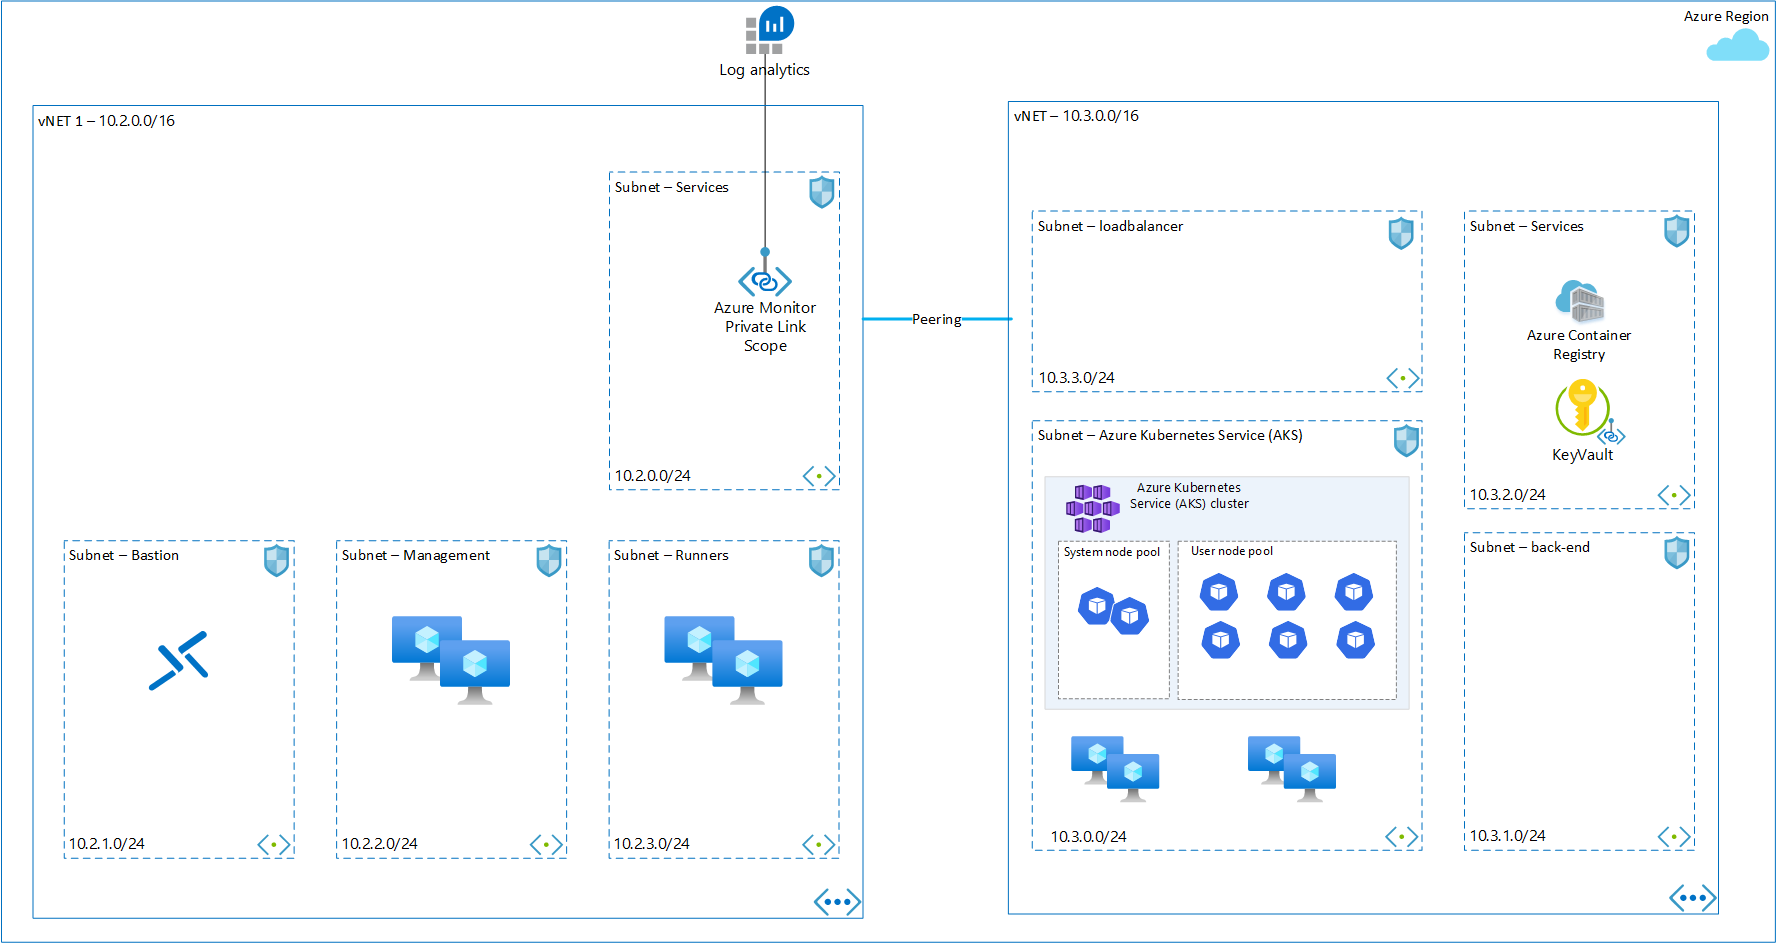 Azure Region
Log analytics
vNET 1 – 10.2.0.0/16
Subnet – Services
Azure Monitor
Private Link
Scope
10.2.0.0/24
Subnet – Bastion
10.2.1.0/24
Subnet – Management
10.2.2.0/24
Subnet – Runners
10.2.3.0/24
Peering
vNET – 10.3.0.0/16
Subnet – loadbalancer
10.3.3.0/24
Subnet – Services
Azure Container
Registry
KeyVault
10.3.2.0/24
Subnet – Azure Kubernetes Service (AKS)
Azure Kubernetes
Service (AKS) cluster
System node pool
User node pool
10.3.0.0/24
Subnet – back-end
10.3.1.0/24